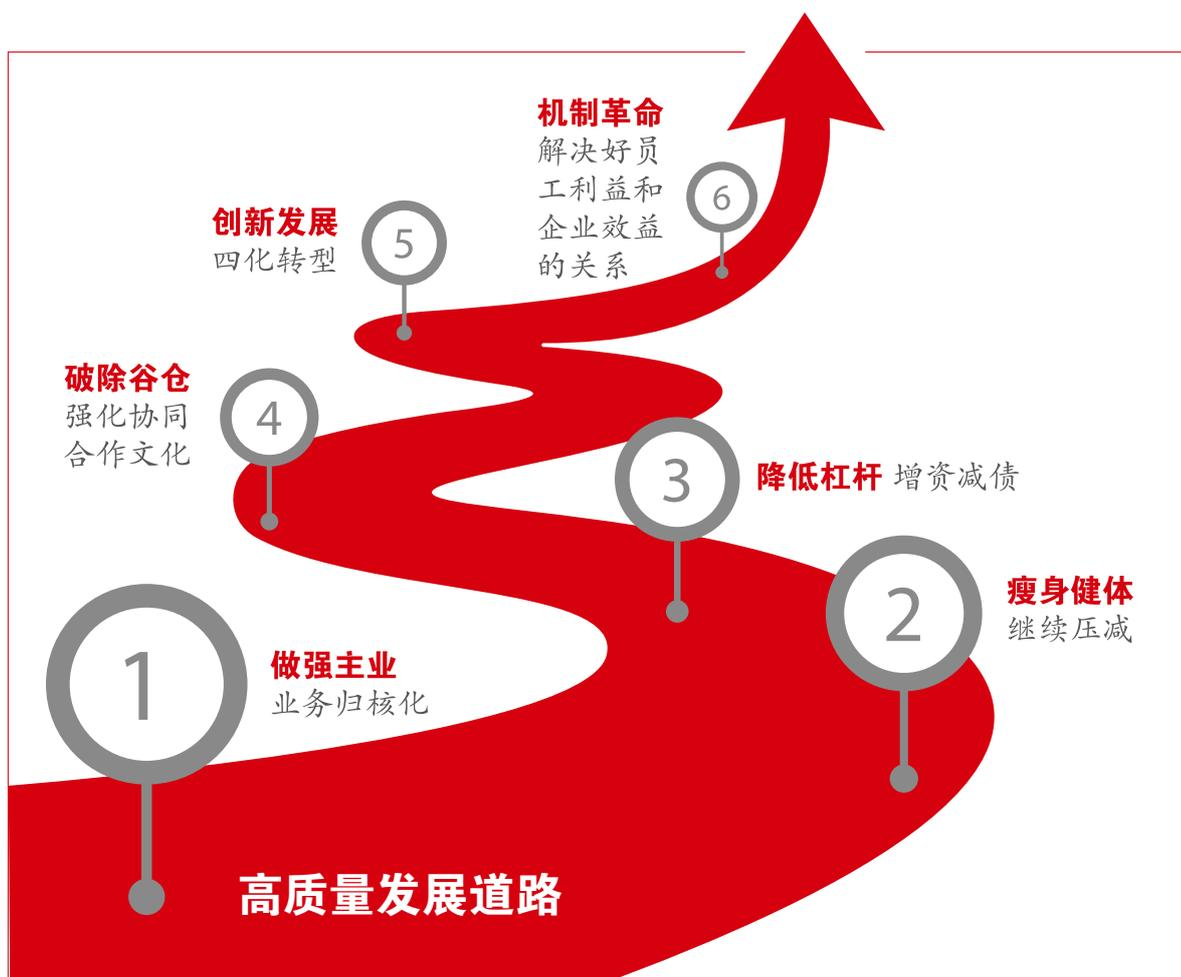 机制革命
解决好员
工利益和
企业效益
的关系
6
创新发展
四化转型
5
破除谷仓
强化协同
合作文化
4
3
降低杠杆 增资减债
2
瘦身健体
继续压减
1
做强主业
业务归核化
高质量发展道路